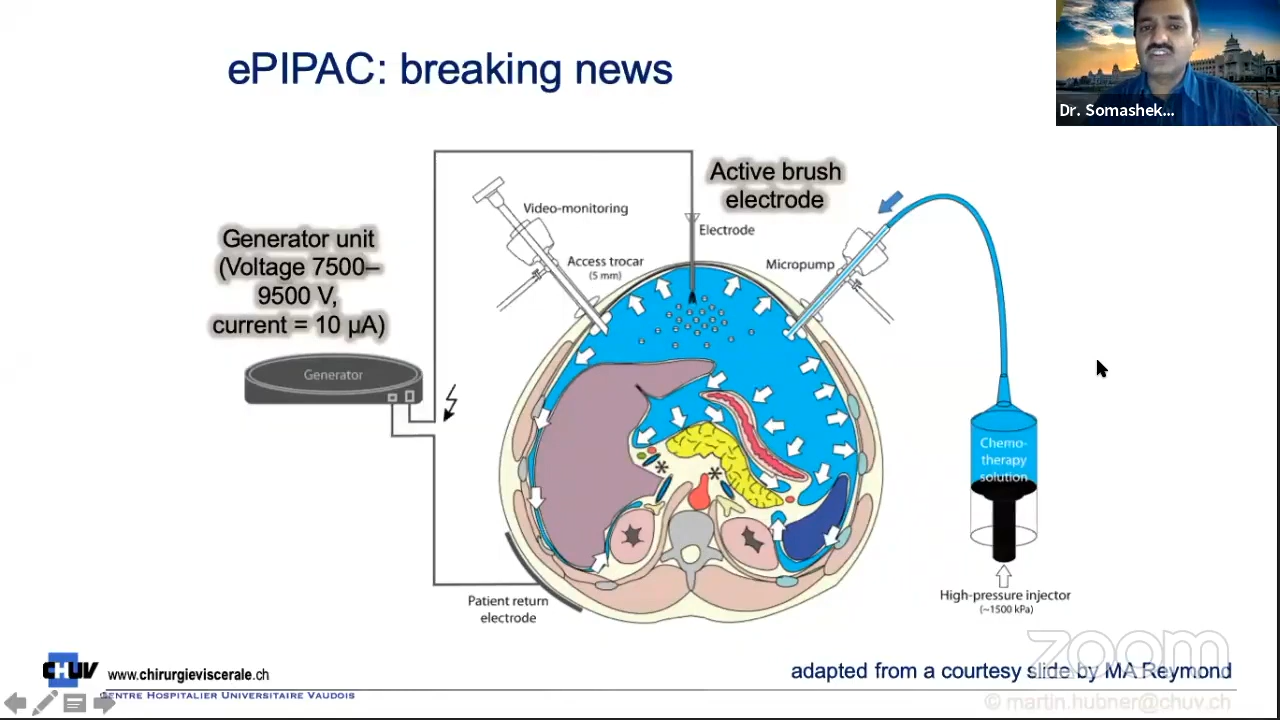 ePIPAC: breaking news
Dr. Somashek...
Active brush
electrode
Video-monitoring
Electrode
Access trocar
(5 mm)
Micropump
Generator unit
(Voltage 7500–
9500 V,
current = 10 µA)
Generator
Chemo-
therapy
solution
Patient return
electrode
High-pressure injector
(~1500 kPa)
zoom
CHUV
www.chirurgieviscerale.ch
Centre Hospitalier Universitaire Vaudois
adapted from a courtesy slide by MA Reymond
© martin.hubner@chuv.ch